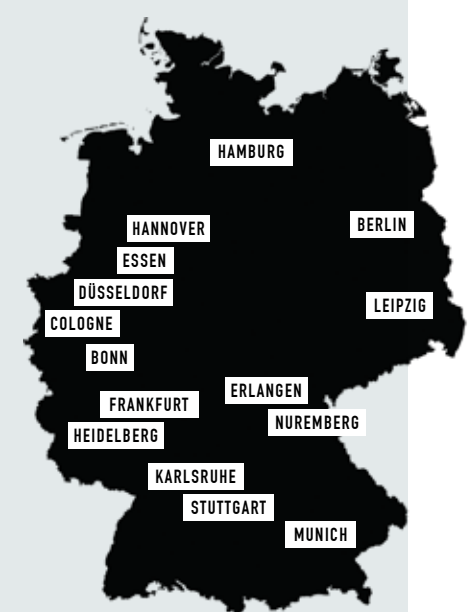 HAMBURG
BERLIN
HANNOVER
ESSEN
DÜSSELDORF
LEIPZIG
COLOGNE
BONN
ERLANGEN
FRANKFURT
NUREMBERG
HEIDELBERG
KARLSRUHE
STUTTGART
MUNICH